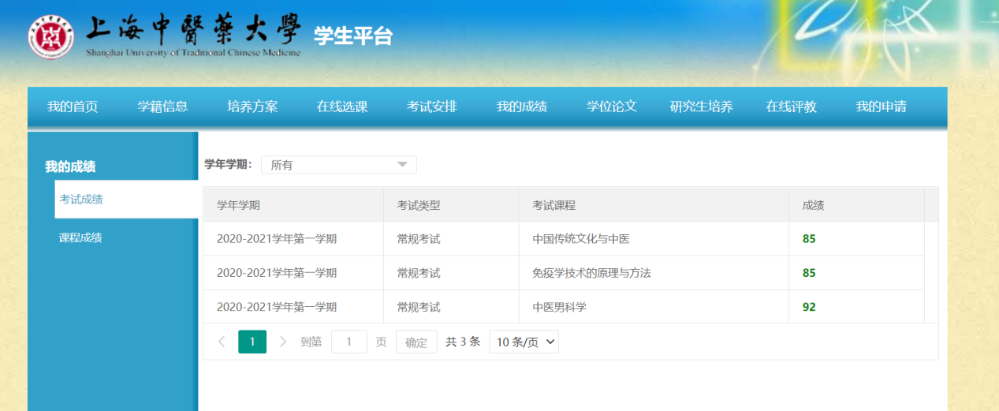 上海中醫藥大學 学生平台
Shanghai University of Traditional Chinese Medicine
我的首页 学籍信息 培养方案 在线选课 考试安排 我的成绩 学位论文 研究生培养 在线评教 我的申请
我的成绩
考试成绩
课程成绩
学年学期: 所有
学年学期 考试类型 考试课程 成绩
2020-2021学年第一学期 常规考试 中国传统文化与中医 85
2020-2021学年第一学期 常规考试 免疫学技术的原理与方法 85
2020-2021学年第一学期 常规考试 中医男科学 92
< 1 > 到第 1 页 确定 共 3 条 10 条/页